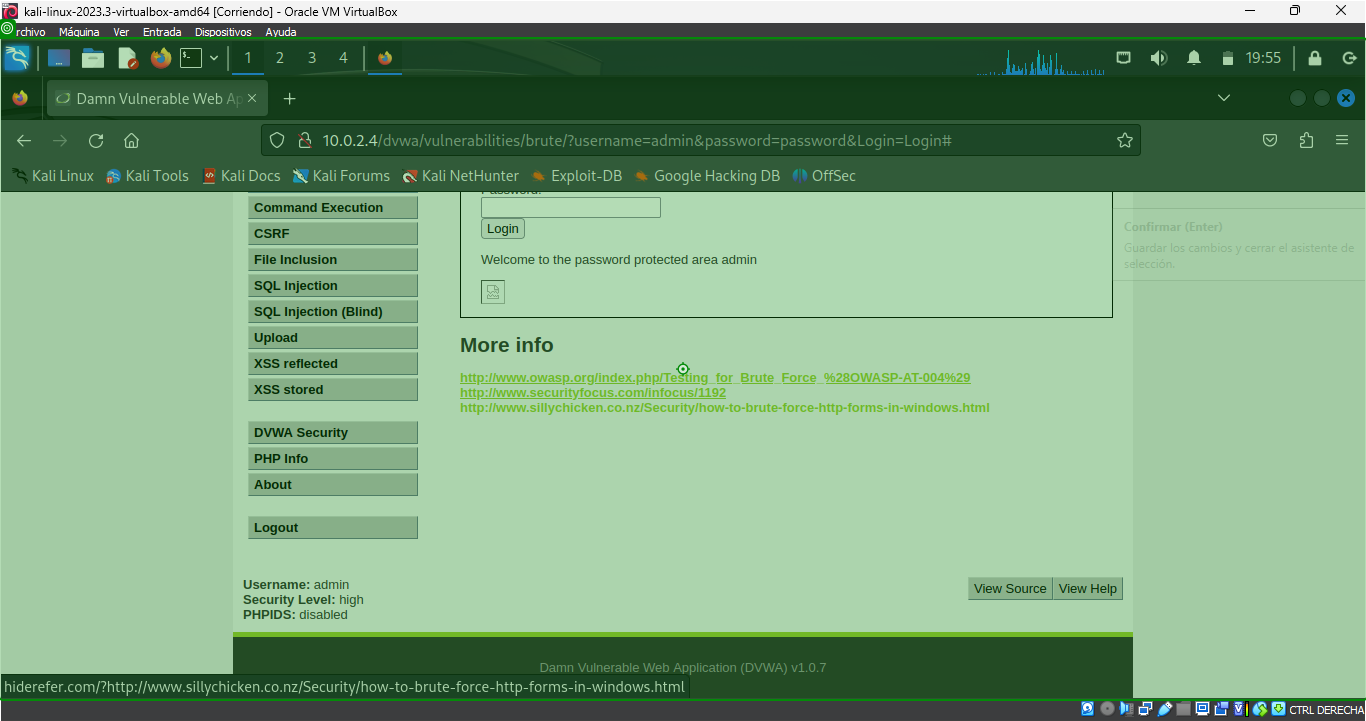 kali-linux-2023.3-virtualbox-amd64 [Corriendo] - Oracle VM VirtualBox
rchivo Máquina Ver Entrada Dispositivos Ayuda
1 2 3 4 19:55
Damn Vulnerable Web Ap
10.0.2.4/dvwa/vulnerabilities/brute/?username=admin&password=password&Login=Login#
Kali Linux Kali Tools Kali Docs Kali Forums Kali NetHunter Exploit-DB Google Hacking DB OffSec
Command Execution
CSRF
File Inclusion
SQL Injection
SQL Injection (Blind)
Upload
XSS reflected
XSS stored
DVWA Security
PHP Info
About
Logout
Password:
Login
Welcome to the password protected area admin
More info
http://www.owasp.org/index.php/Testing_for_Brute_Force_%28OWASP-AT-004%29
http://www.securityfocus.com/infocus/1192
http://www.sillychicken.co.nz/Security/how-to-brute-force-http-forms-in-windows.html
Confirmar (Enter)
Guardar los cambios y cerrar el asistente de
selección.
Username: admin
Security Level: high
PHPIDS: disabled
View Source View Help
Damn Vulnerable Web Application (DVWA) v1.0.7
hiderefer.com/?http://www.sillychicken.co.nz/Security/how-to-brute-force-http-forms-in-windows.html
CTRL DERECHA